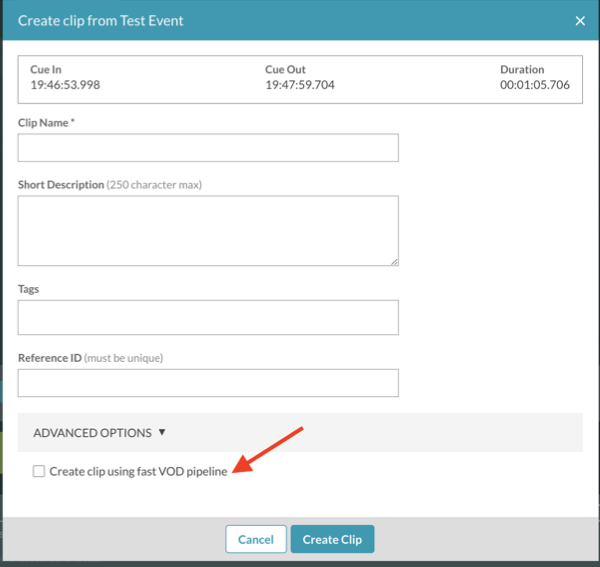 Create clip from Test Event
Cue In Cue Out Duration
19:46:53.998 19:47:59.704 00:01:05.706
Clip Name *
Short Description (250 character max)
Tags
Reference ID (must be unique)
ADVANCED OPTIONS
Create clip using fast VOD pipeline
Cancel Create Clip